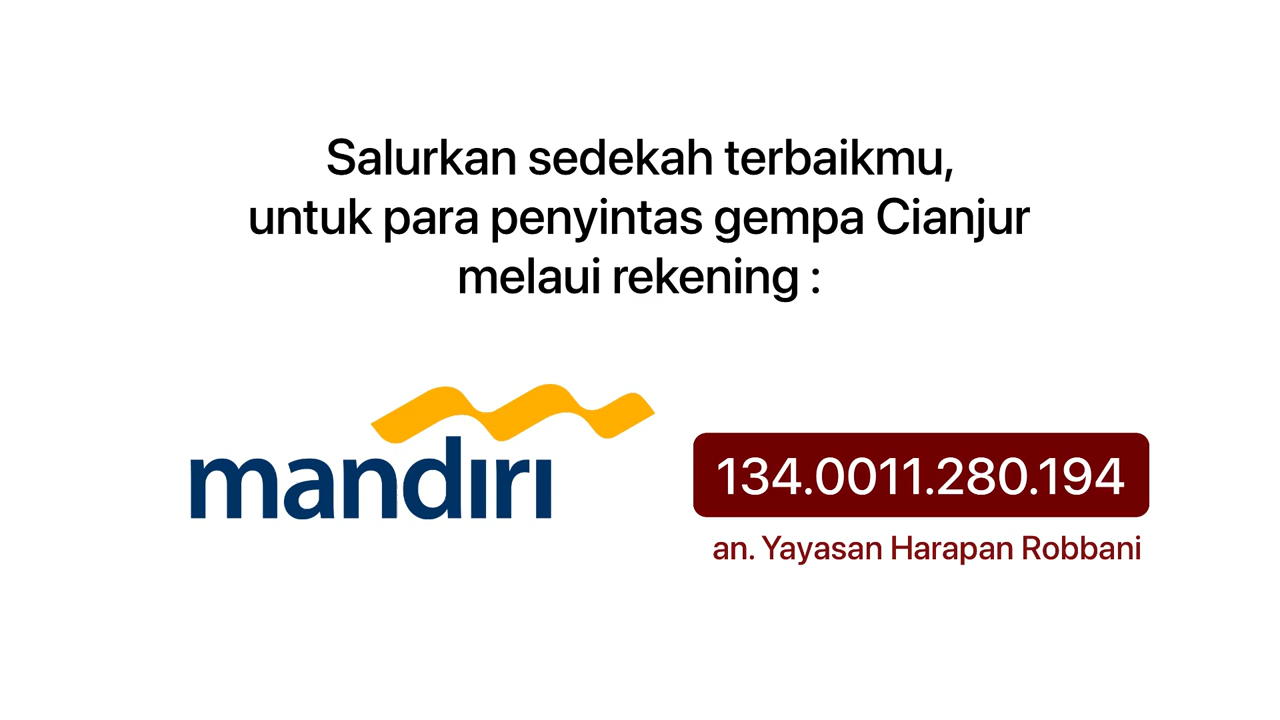 Salurkan sedekah terbaikmu,
untuk para penyintas gempa Cianjur
melaui rekening :
mandiri
134.0011.280.194
an. Yayasan Harapan Robbani